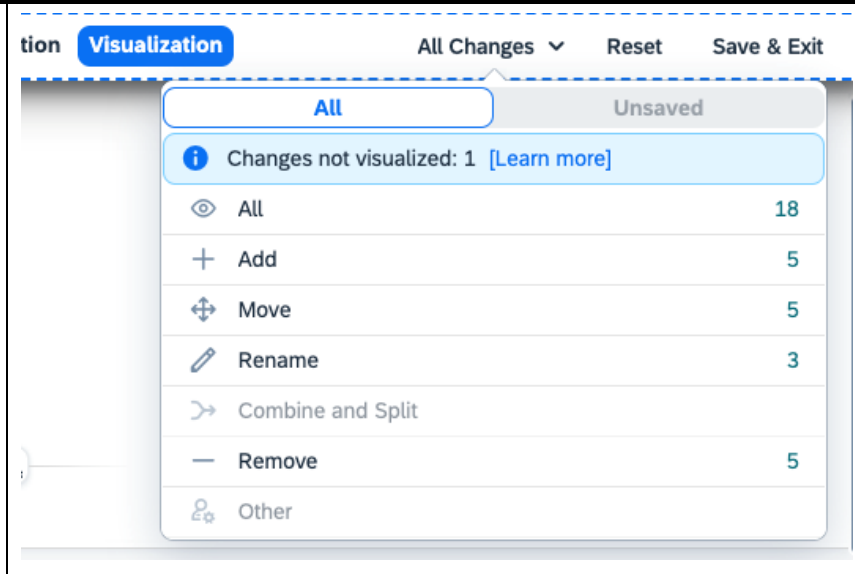 tion Visualization All Changes Reset Save & Exit
All Unsaved
Changes not visualized: 1 [Learn more]
All 18
Add 5
Move 5
Rename 3
Combine and Split
Remove 5
Other